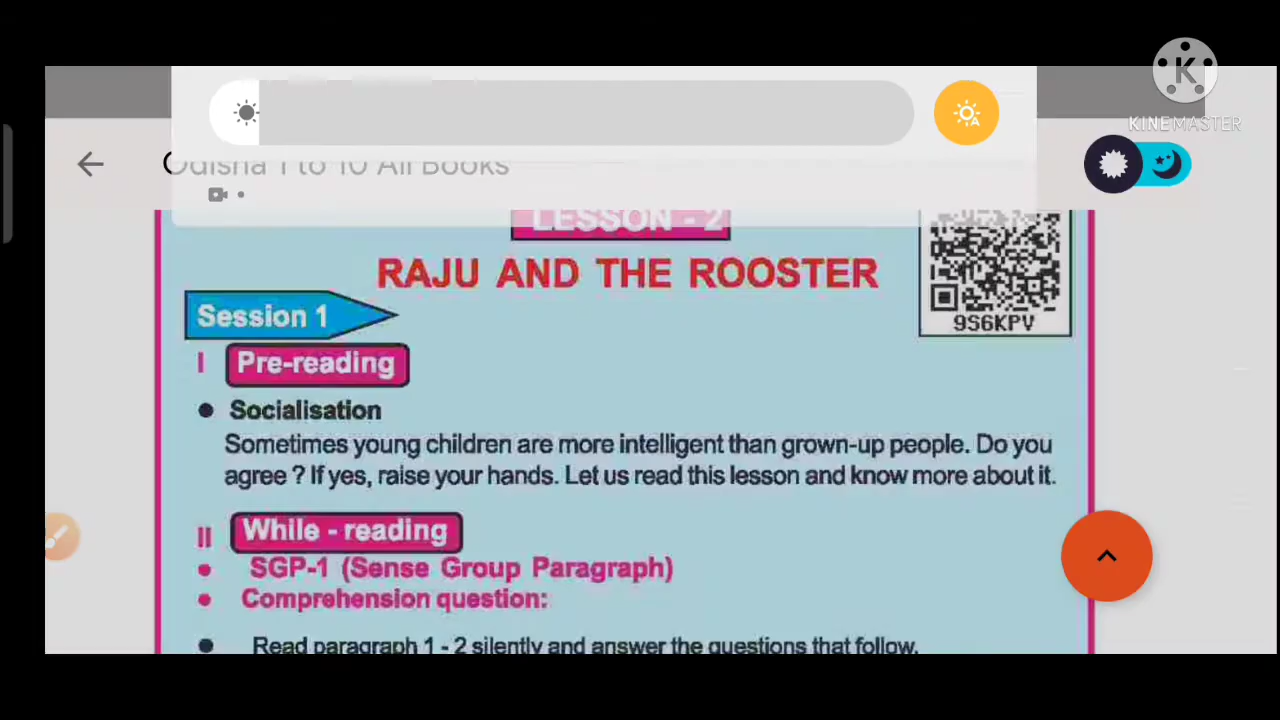 KINEMASTER
Odisha 1 to 10 All Books
LESSON - 2
RAJU AND THE ROOSTER
9S6KPV
Session 1
I Pre-reading
● Socialisation
Sometimes young children are more intelligent than grown-up people. Do you
agree ? If yes, raise your hands. Let us read this lesson and know more about it.
II While - reading
● SGP-1 (Sense Group Paragraph)
● Comprehension question:
● Read paragraph 1 - 2 silently and answer the questions that follow.